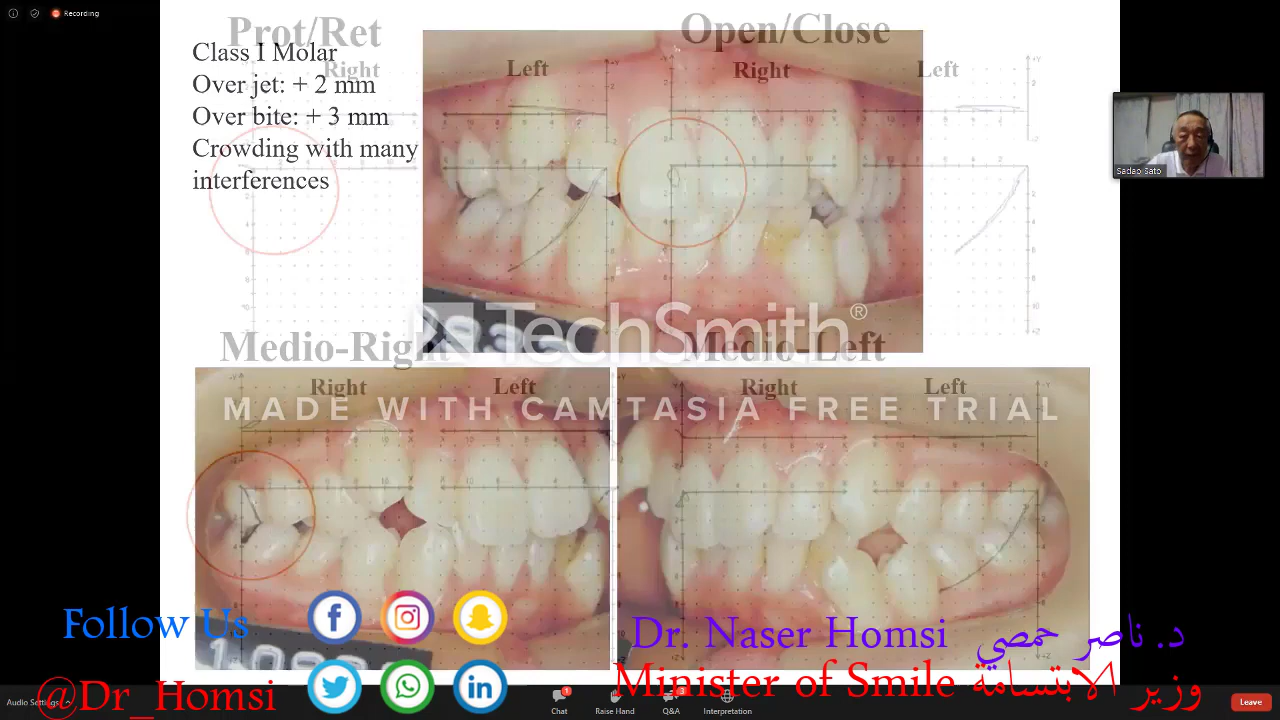 Recording
Prot/Ret
Open/Close
Class I Molar
Over jet: + 2 mm
Over bite: + 3 mm
Crowding with many
interferences
Right
Left
Right
Left
Sadao Sato
TechSmith®
Medio-Right
Medio-Left
Right
Left
Right
Left
MADE WITH CAMTASIA FREE TRIAL
Follow Us
@Dr_Homsi
Dr. Naser Homsi د. ناصر حمصي
Minister of Smile وزير الابتسامة
Audio Settings
Chat
Raise Hand
Q&A
Interpretation
Leave